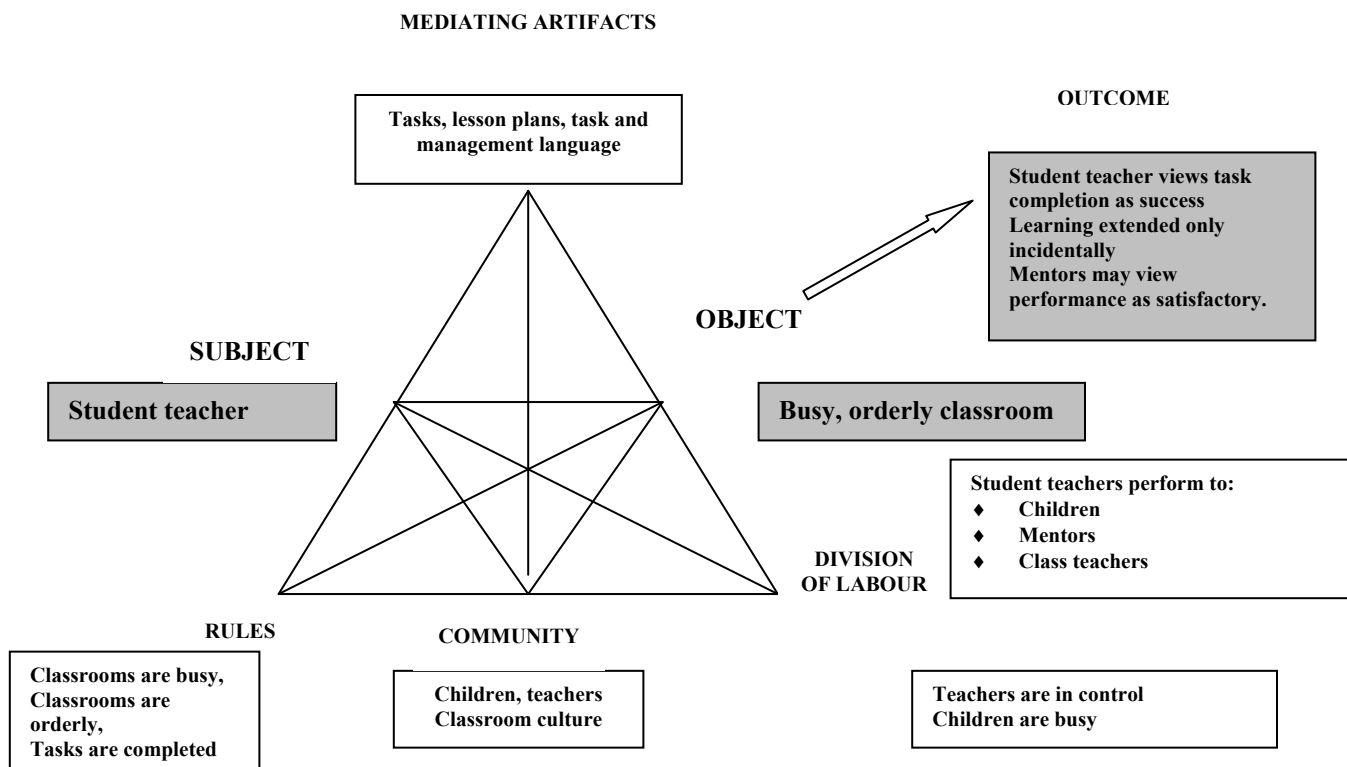 MEDIATING ARTIFACTS
Tasks, lesson plans, task and
management language
OUTCOME
Student teacher views task
completion as success
Learning extended only
incidentally
Mentors may view
performance as satisfactory.
OBJECT
SUBJECT
Student teacher
Busy, orderly classroom
Student teachers perform to:
♦ Children
♦ Mentors
♦ Class teachers
DIVISION
OF LABOUR
RULES
COMMUNITY
Classrooms are busy,
Classrooms are
orderly,
Tasks are completed
Children, teachers
Classroom culture
Teachers are in control
Children are busy